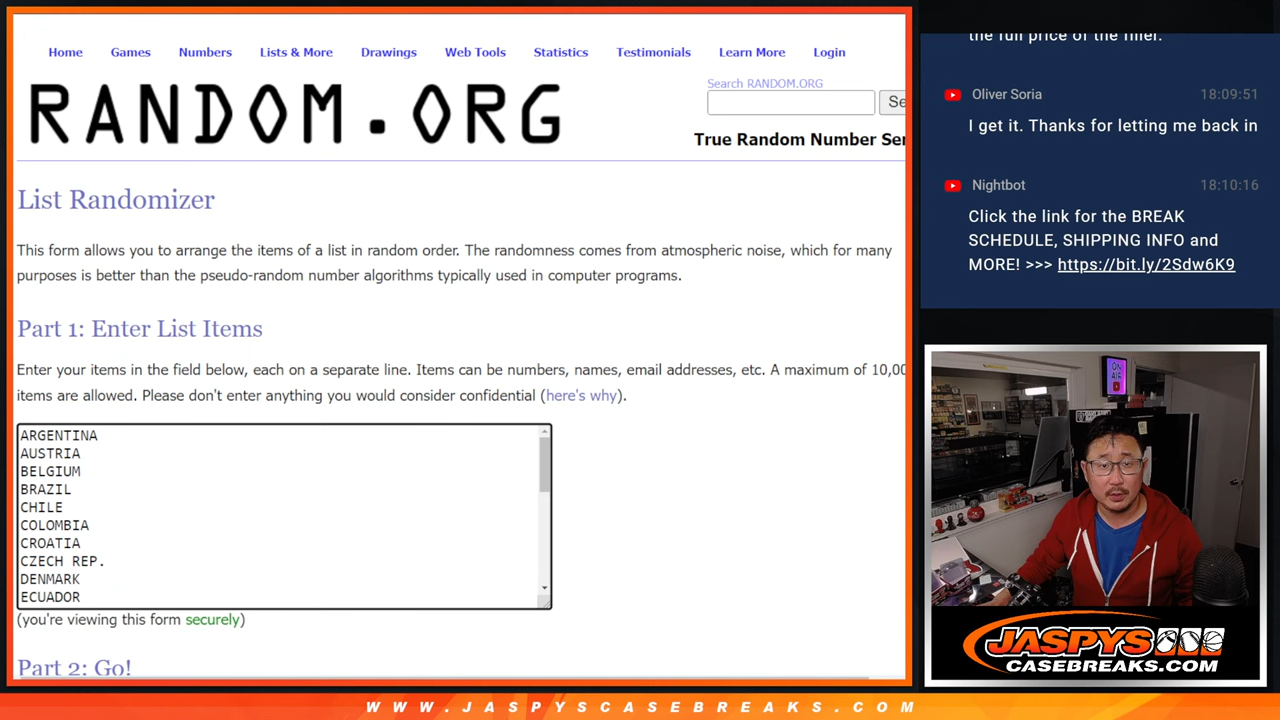 Home Games Numbers Lists & More Drawings Web Tools Statistics Testimonials Learn More Login
RANDOM.ORG
Search RANDOM.ORG
True Random Number
List Randomizer
This form allows you to arrange the items of a list in random order. The randomness comes from atmospheric noise, which for many
purposes is better than the pseudo-random number algorithms typically used in computer programs.
Part 1: Enter List Items
Enter your items in the field below, each on a separate line. Items can be numbers, names, email addresses, etc. A maximum of 10,00
items are allowed. Please don't enter anything you would consider confidential (here's why).
ARGENTINA
AUSTRIA
BELGIUM
BRAZIL
CHILE
COLOMBIA
CROATIA
CZECH REP.
DENMARK
ECUADOR
(you're viewing this form securely)
Part 2: Go!
the full price of the filler.
Oliver Soria 18:09:51
I get it. Thanks for letting me back in
Nightbot 18:10:16
Click the link for the BREAK
SCHEDULE, SHIPPING INFO and
MORE! >>> https://bit.ly/2Sdw6K9
ON
AIR
JASPYS
CASEBREAKS.COM
WWW.JASPYSCASEBREAKS.COM